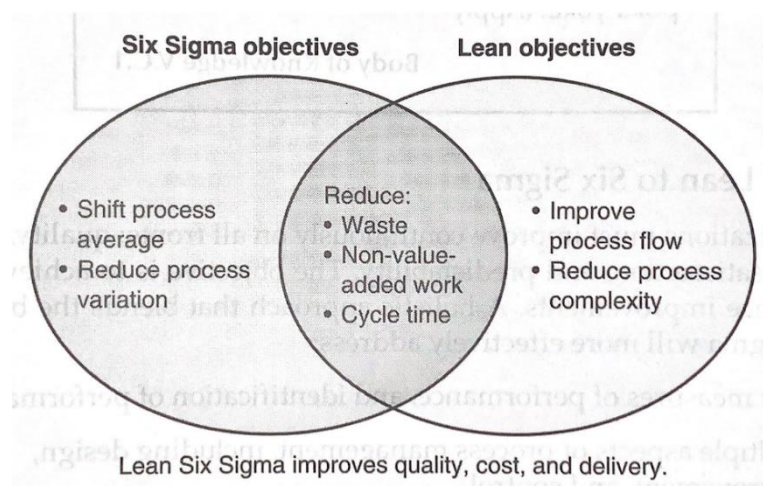 Six Sigma objectives
Lean objectives
• Shift process
average
• Reduce process
variation
Reduce:
• Waste
• Non-value-
added work
• Cycle time
• Improve
process flow
• Reduce process
complexity
Lean Six Sigma improves quality, cost, and delivery.